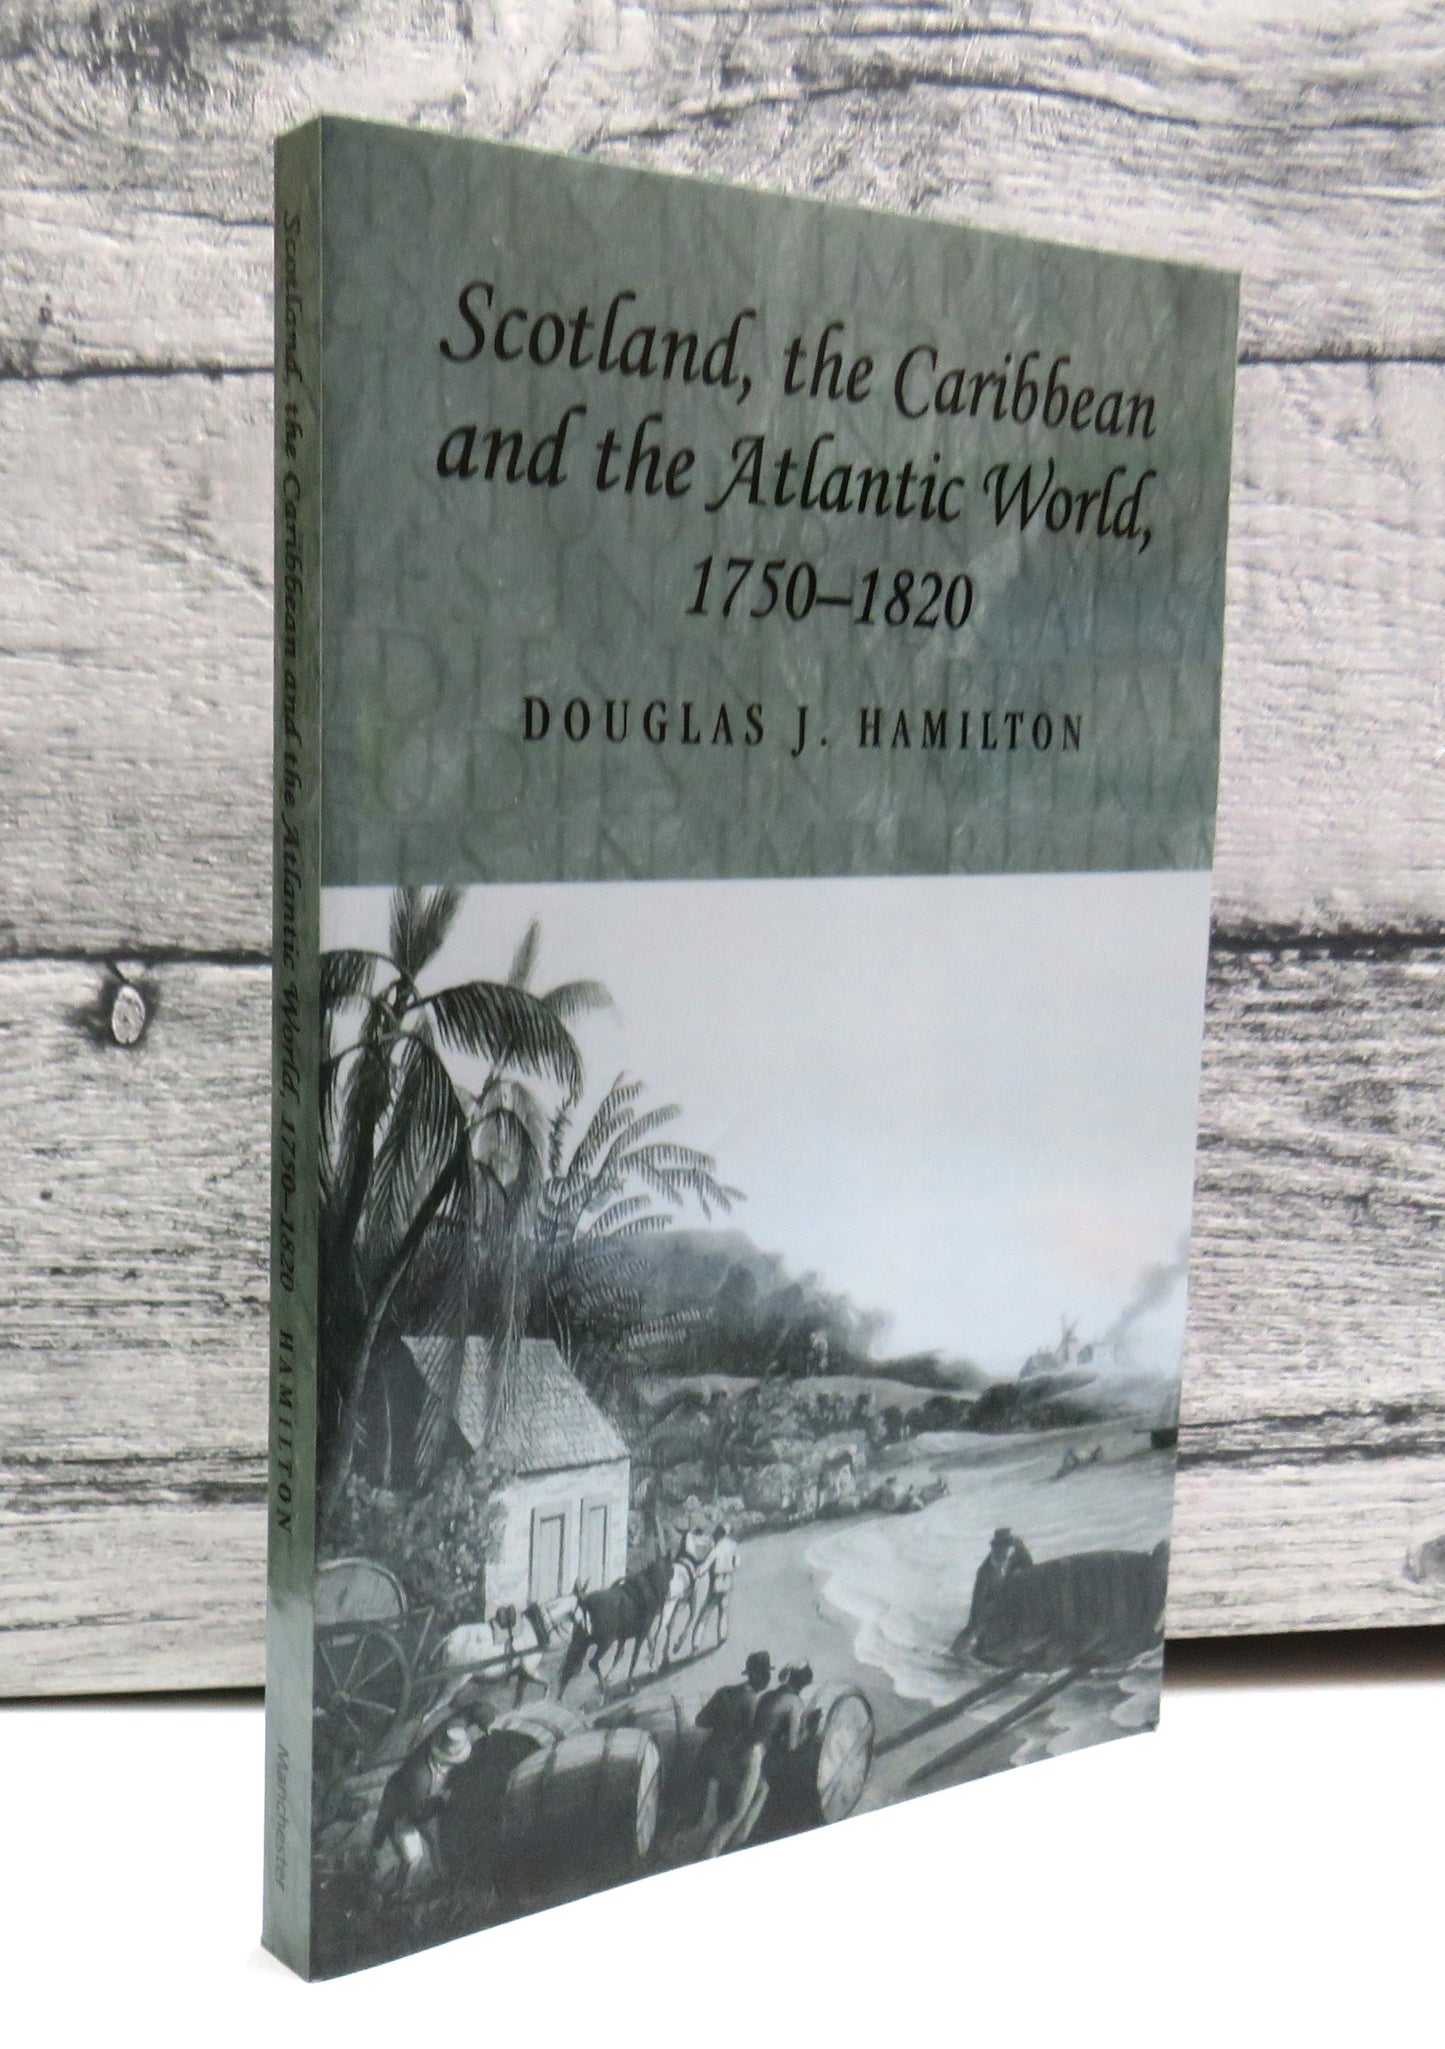 Scotland, the Caribbean
and the Atlantic World,
1750–1820
DOUGLAS J. HAMILTON
Scotland, the Caribbean and the Atlantic World, 1750–1820 HAMILTON Manchester